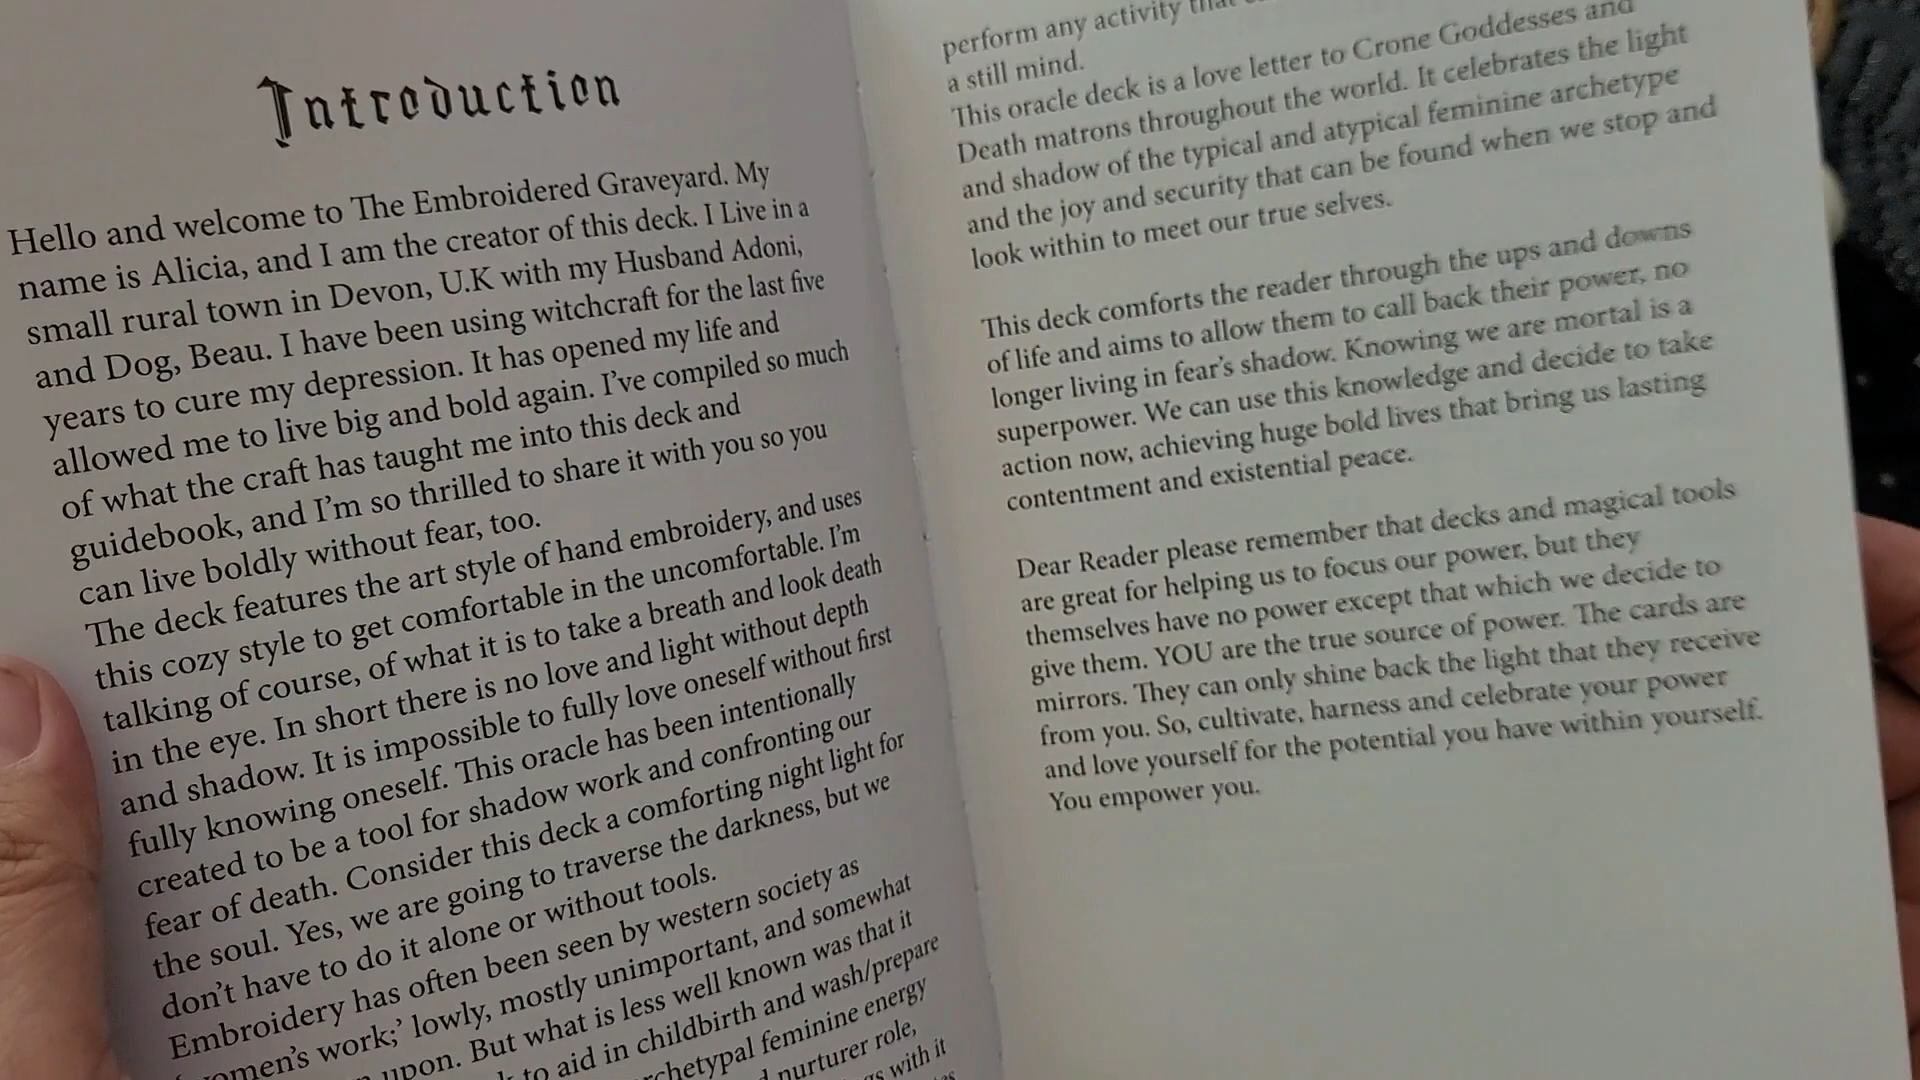 Introduction
Hello and welcome to The Embroidered Graveyard. My
name is Alicia, and I am the creator of this deck. I Live in a
small rural town in Devon, U.K with my Husband Adoni,
and Dog, Beau. I have been using witchcraft for the last five
years to cure my depression. It has opened my life and
allowed me to live big and bold again. I've compiled so much
of what the craft has taught me into this deck and
guidebook, and I'm so thrilled to share it with you so you
can live boldly without fear, too.
The deck features the art style of hand embroidery, and uses
this cozy style to get comfortable in the uncomfortable. I'm
talking of course, of what it is to take a breath and look death
in the eye. In short there is no love and light without depth
and shadow. It is impossible to fully love oneself without first
fully knowing oneself. This oracle has been intentionally
created to be a tool for shadow work and confronting our
fear of death. Consider this deck a comforting night light for
the soul. Yes, we are going to traverse the darkness, but we
don't have to do it alone or without tools.
Embroidery has often been seen by western society as
women's work;' lowly, mostly unimportant, and somewhat
upon. But what is less well known was that it
to aid in childbirth and wash/prepare
archetypal feminine energy
nurturer role,
with it
perform any activity that
a still mind.
This oracle deck is a love letter to Crone Goddesses and
Death matrons throughout the world. It celebrates the light
and shadow of the typical and atypical feminine archetype
and the joy and security that can be found when we stop and
look within to meet our true selves.
This deck comforts the reader through the ups and downs
of life and aims to allow them to call back their power, no
longer living in fear's shadow. Knowing we are mortal is a
superpower. We can use this knowledge and decide to take
action now, achieving huge bold lives that bring us lasting
contentment and existential peace.
Dear Reader please remember that decks and magical tools
are great for helping us to focus our power, but they
themselves have no power except that which we decide to
give them. YOU are the true source of power. The cards are
mirrors. They can only shine back the light that they receive
from you. So, cultivate, harness and celebrate your power
and love yourself for the potential you have within yourself.
You empower you.